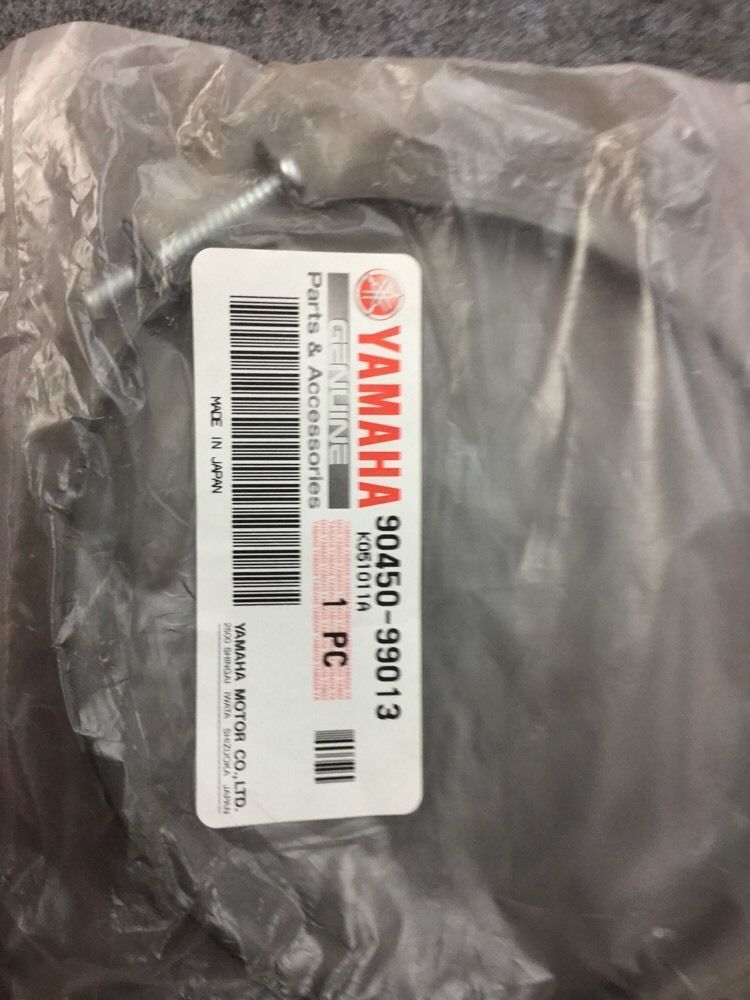 YAMAHA
GENUINE
Parts & Accessories
90450-99013
K051011A
1 PC
MADE IN JAPAN
YAMAHA MOTOR CO., LTD.
2500 SHINGAI IWATA SHIZUOKA JAPAN